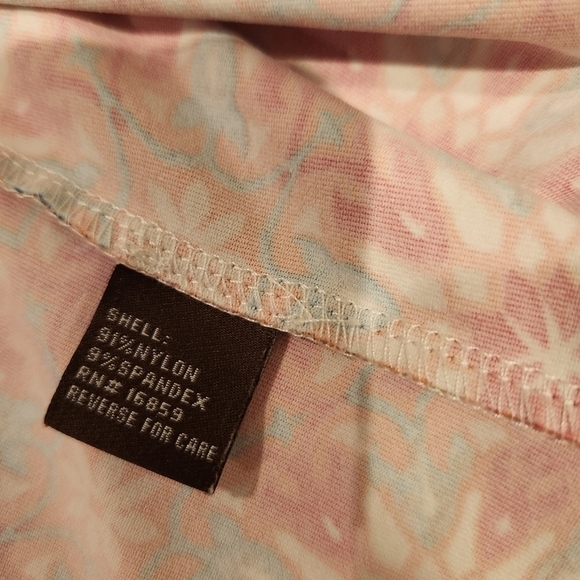 SHELL:
91%NYLON
9%SPANDEX
RN# 16859
REVERSE FOR CARE